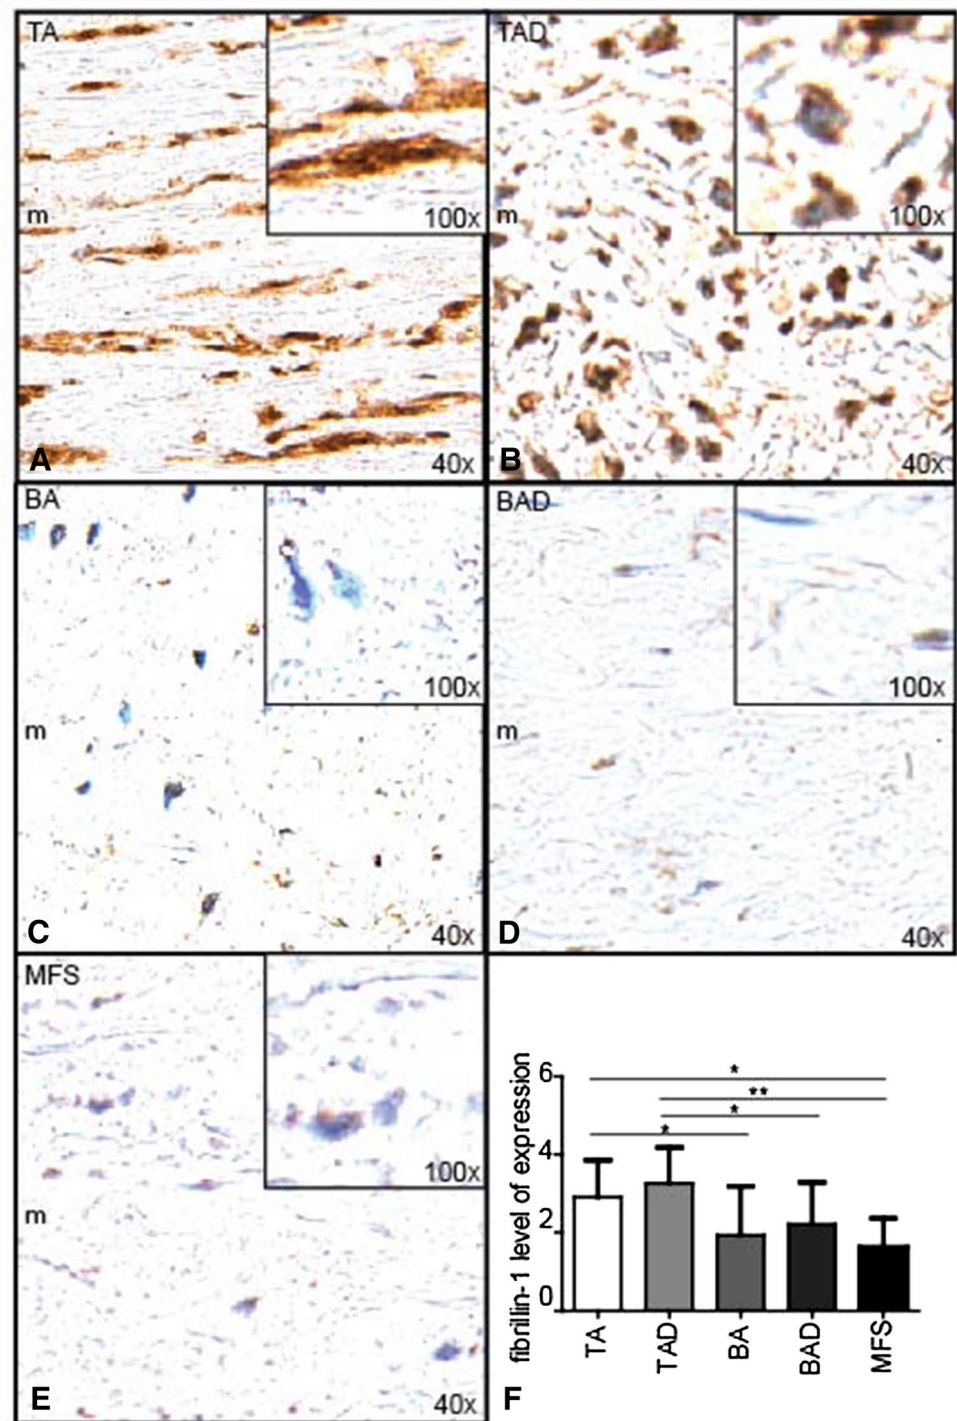 TA
m
100x
A
40x
TAD
m
100x
B
40x
BA
m
100x
C
40x
BAD
m
100x
D
40x
MFS
m
100x
E
40x
fibrillin-1 level of expression
6
4
2
0
*
**
*
*
TA
TAD
BA
BAD
MFS
F